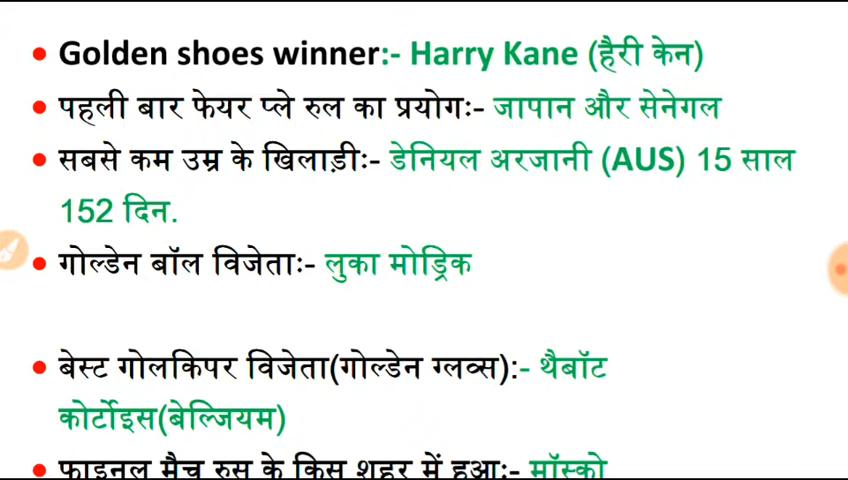 • Golden shoes winner:- Harry Kane (हैरी केन)
• पहली बार फेयर प्ले रुल का प्रयोगः- जापान और सेनेगल
• सबसे कम उम्र के खिलाड़ीः- डेनियल अरजानी (AUS) 15 साल
152 दिन.
• गोल्डेन बॉल विजेताः- लुका मोड्रिक
• बेस्ट गोलकिपर विजेता(गोल्डेन ग्लव्स):- थैबॉट
कोर्टोइस(बेल्जियम)
• फाइनल मैच रुस के किस शहर में हुआः- मॉस्को